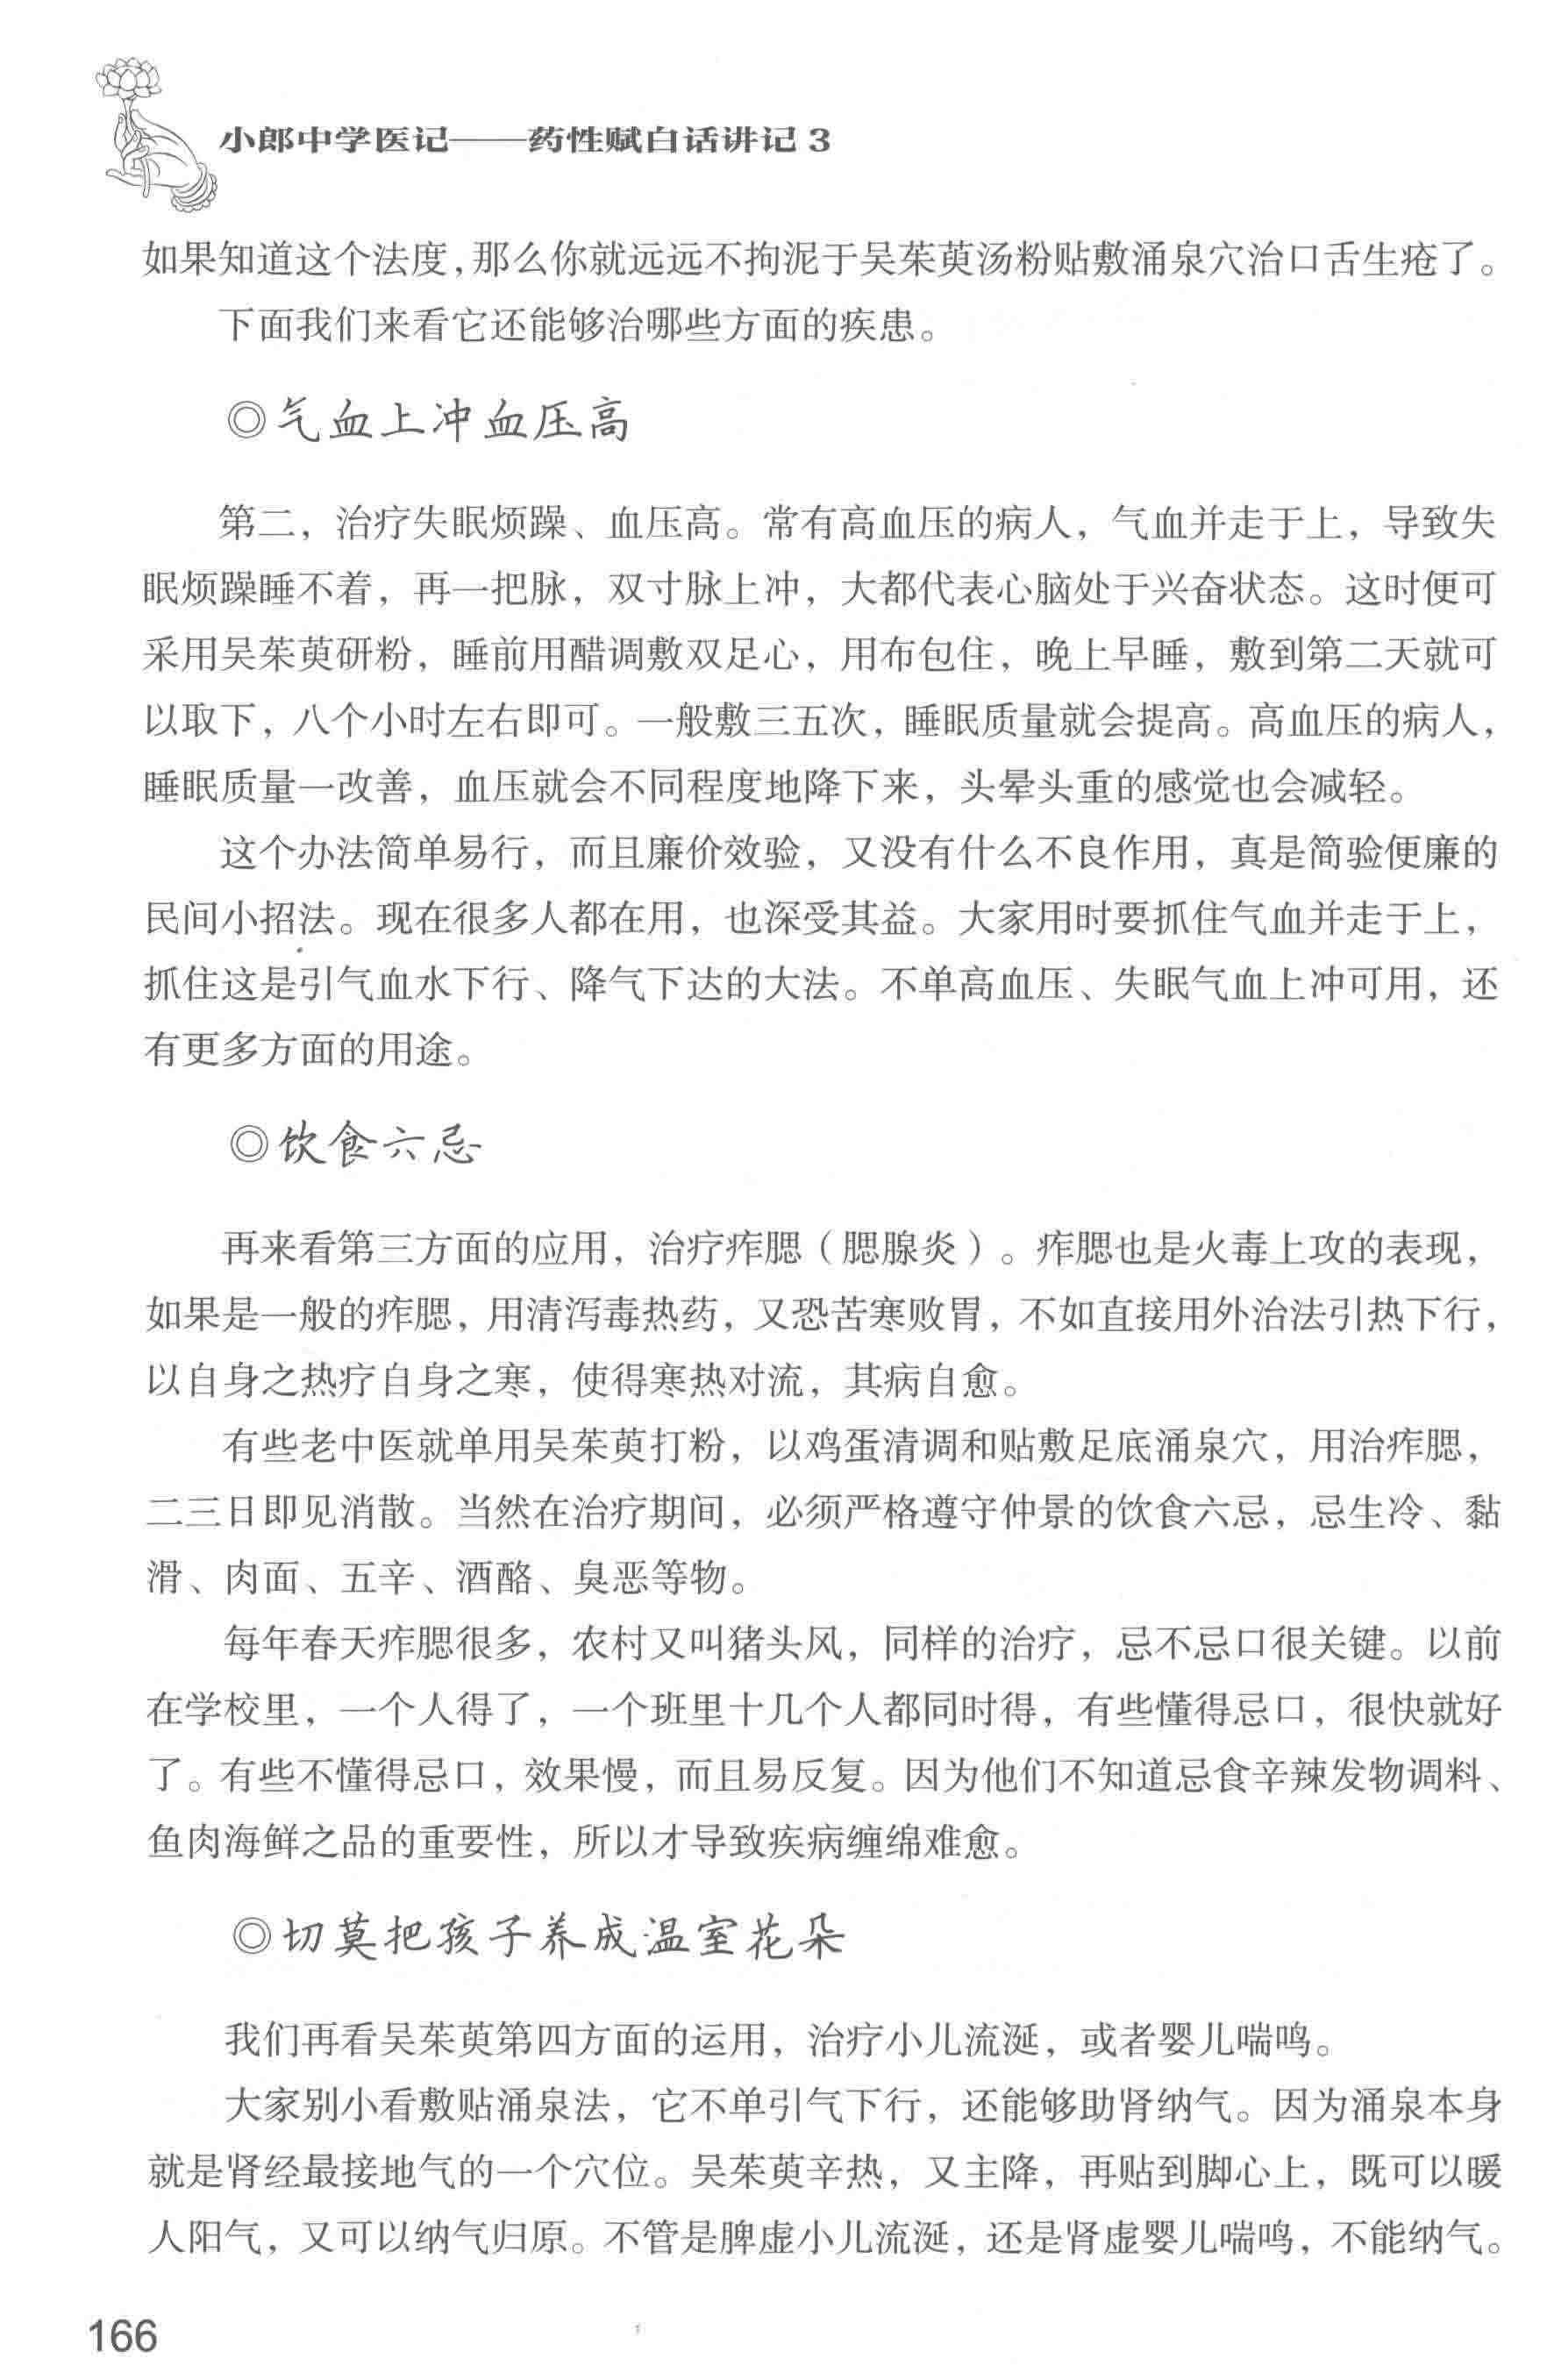 小郎中学医记——药性赋白话讲记3
如果知道这个法度，那么你就远远不拘泥于吴茱萸汤粉贴敷涌泉穴治口舌生疮了。
下面我们来看它还能够治哪些方面的疾患。
◎气血上冲血压高
第二，治疗失眠烦躁、血压高。常有高血压的病人，气血并走于上，导致失
眠烦躁睡不着，再一把脉，双寸脉上冲，大都代表心脑处于兴奋状态。这时便可
采用吴茱萸研粉，睡前用醋调敷双足心，用布包住，晚上早睡，敷到第二天就可
以取下，八个小时左右即可。一般敷三五次，睡眠质量就会提高。高血压的病人，
睡眠质量一改善，血压就会不同程度地降下来，头晕头重的感觉也会减轻。
这个办法简单易行，而且廉价效验，又没有什么不良作用，真是简验便廉的
民间小招法。现在很多人都在用，也深受其益。大家用时要抓住气血并走于上，
抓住这是引气血水下行、降气下达的大法。不单高血压、失眠气血上冲可用，还
有更多方面的用途。
◎饮食六忌
再来看第三方面的应用，治疗痄腮（腮腺炎）。痄腮也是火毒上攻的表现，
如果是一般的痄腮，用清泻毒热药，又恐苦寒败胃，不如直接用外治法引热下行，
以自身之热疗自身之寒，使得寒热对流，其病自愈。
有些老中医就单用吴茱萸打粉，以鸡蛋清调和贴敷足底涌泉穴，用治痄腮，
二三日即见消散。当然在治疗期间，必须严格遵守仲景的饮食六忌，忌生冷、黏
滑、肉面、五辛、酒酪、臭恶等物。
每年春天痄腮很多，农村又叫猪头风，同样的治疗，忌不忌口很关键。以前
在学校里，一个人得了，一个班里十几个人都同时得，有些懂得忌口，很快就好
了。有些不懂得忌口，效果慢，而且易反复。因为他们不知道忌食辛辣发物调料、
鱼肉海鲜之品的重要性，所以才导致疾病缠绵难愈。
◎切莫把孩子养成温室花朵
我们再看吴茱萸第四方面的运用，治疗小儿流涎，或者婴儿喘鸣。
大家别小看敷贴涌泉法，它不单引气下行，还能够助肾纳气。因为涌泉本身
就是肾经最接地气的一个穴位。吴茱萸辛热，又主降，再贴到脚心上，既可以暖
人阳气，又可以纳气归原。不管是脾虚小儿流涎，还是肾虚婴儿喘鸣，不能纳气。
166